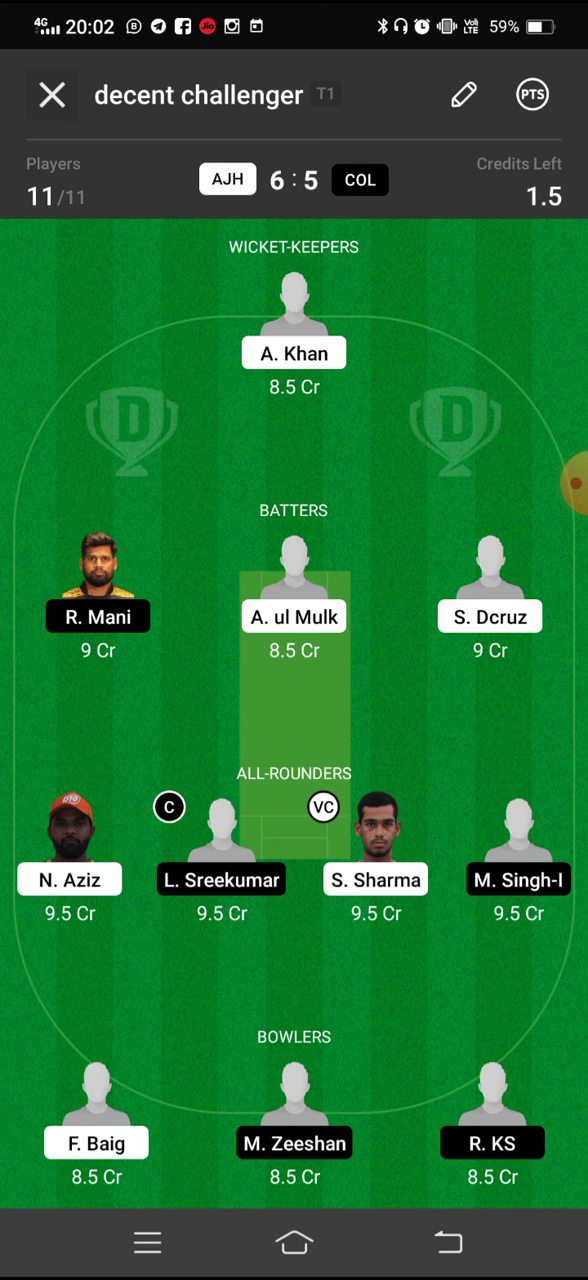 4G 20:02 VoI) LTE 59%
decent challenger T1 PTS
Players Credits Left
11/11 AJH 6 : 5 COL 1.5
WICKET-KEEPERS
A. Khan
8.5 Cr
D D
BATTERS
R. Mani A. ul Mulk S. Dcruz
9 Cr 8.5 Cr 9 Cr
ALL-ROUNDERS
C VC
N. Aziz L. Sreekumar S. Sharma M. Singh-I
9.5 Cr 9.5 Cr 9.5 Cr 9.5 Cr
BOWLERS
F. Baig M. Zeeshan R. KS
8.5 Cr 8.5 Cr 8.5 Cr